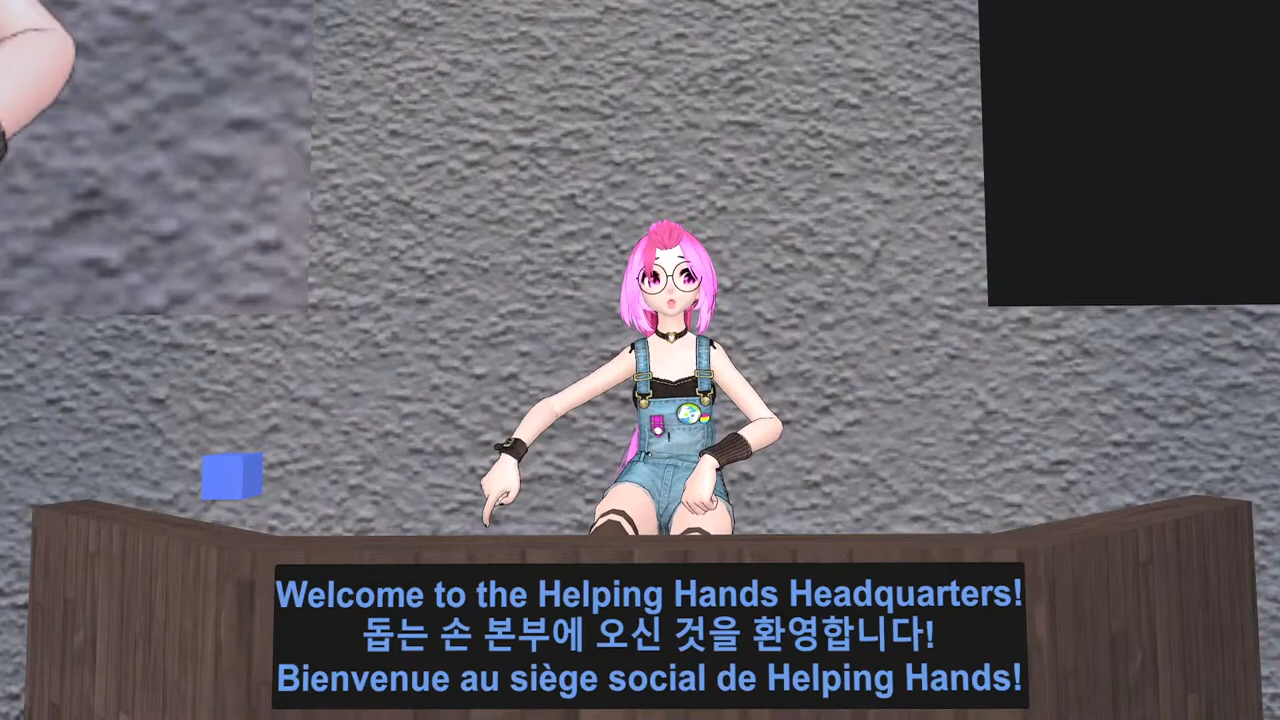 Welcome to the Helping Hands Headquarters!
돕는 손 본부에 오신 것을 환영합니다!
Bienvenue au siège social de Helping Hands!